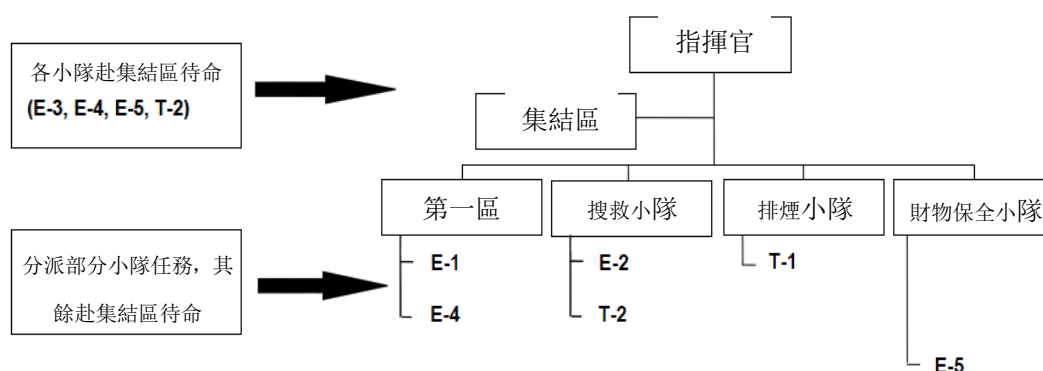 指揮官
各小隊赴集結區待命
(E-3, E-4, E-5, T-2)
集結區
第一區
搜救小隊
排煙小隊
財物保全小隊
分派部分小隊任務，其
餘赴集結區待命
E-1
E-2
T-1
E-4
T-2
E-5